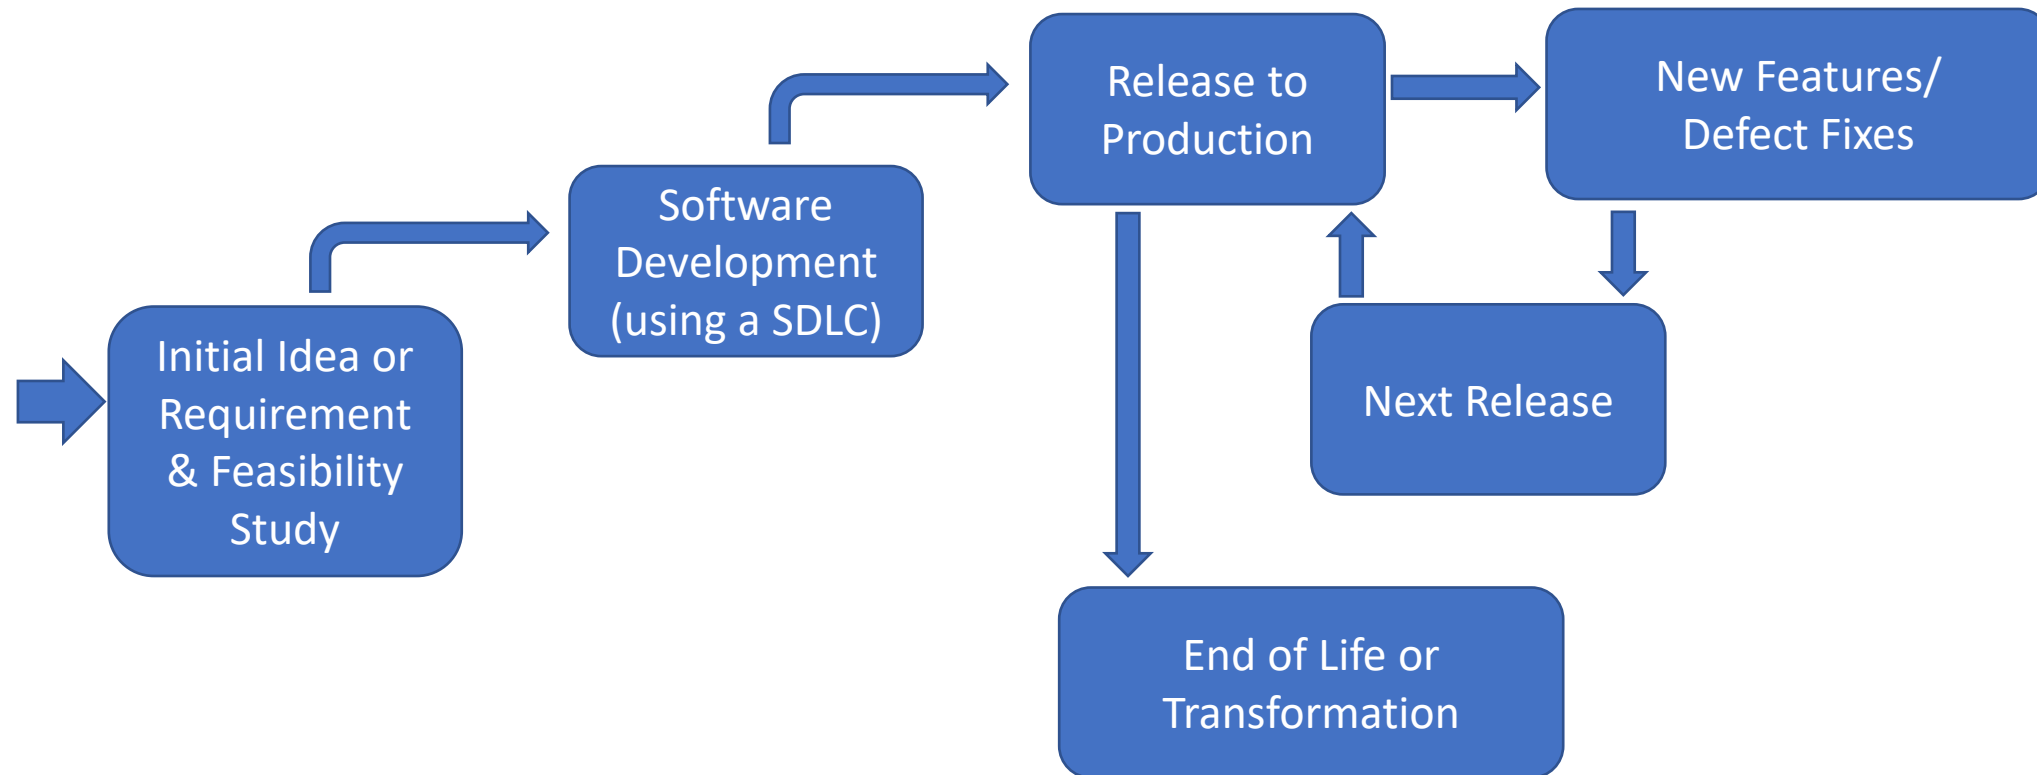 Initial Idea or
Requirement
& Feasibility
Study
Software
Development
(using a SDLC)
Release to
Production
New Features/
Defect Fixes
Next Release
End of Life or
Transformation